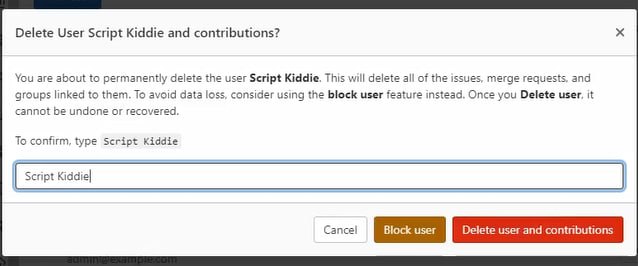 Delete User Script Kiddie and contributions?
You are about to permanently delete the user Script Kiddie. This will delete all of the issues, merge requests, and
groups linked to them. To avoid data loss, consider using the block user feature instead. Once you Delete user, it
cannot be undone or recovered.
To confirm, type Script Kiddie
Script Kiddie
Cancel Block user Delete user and contributions
admin@example.com